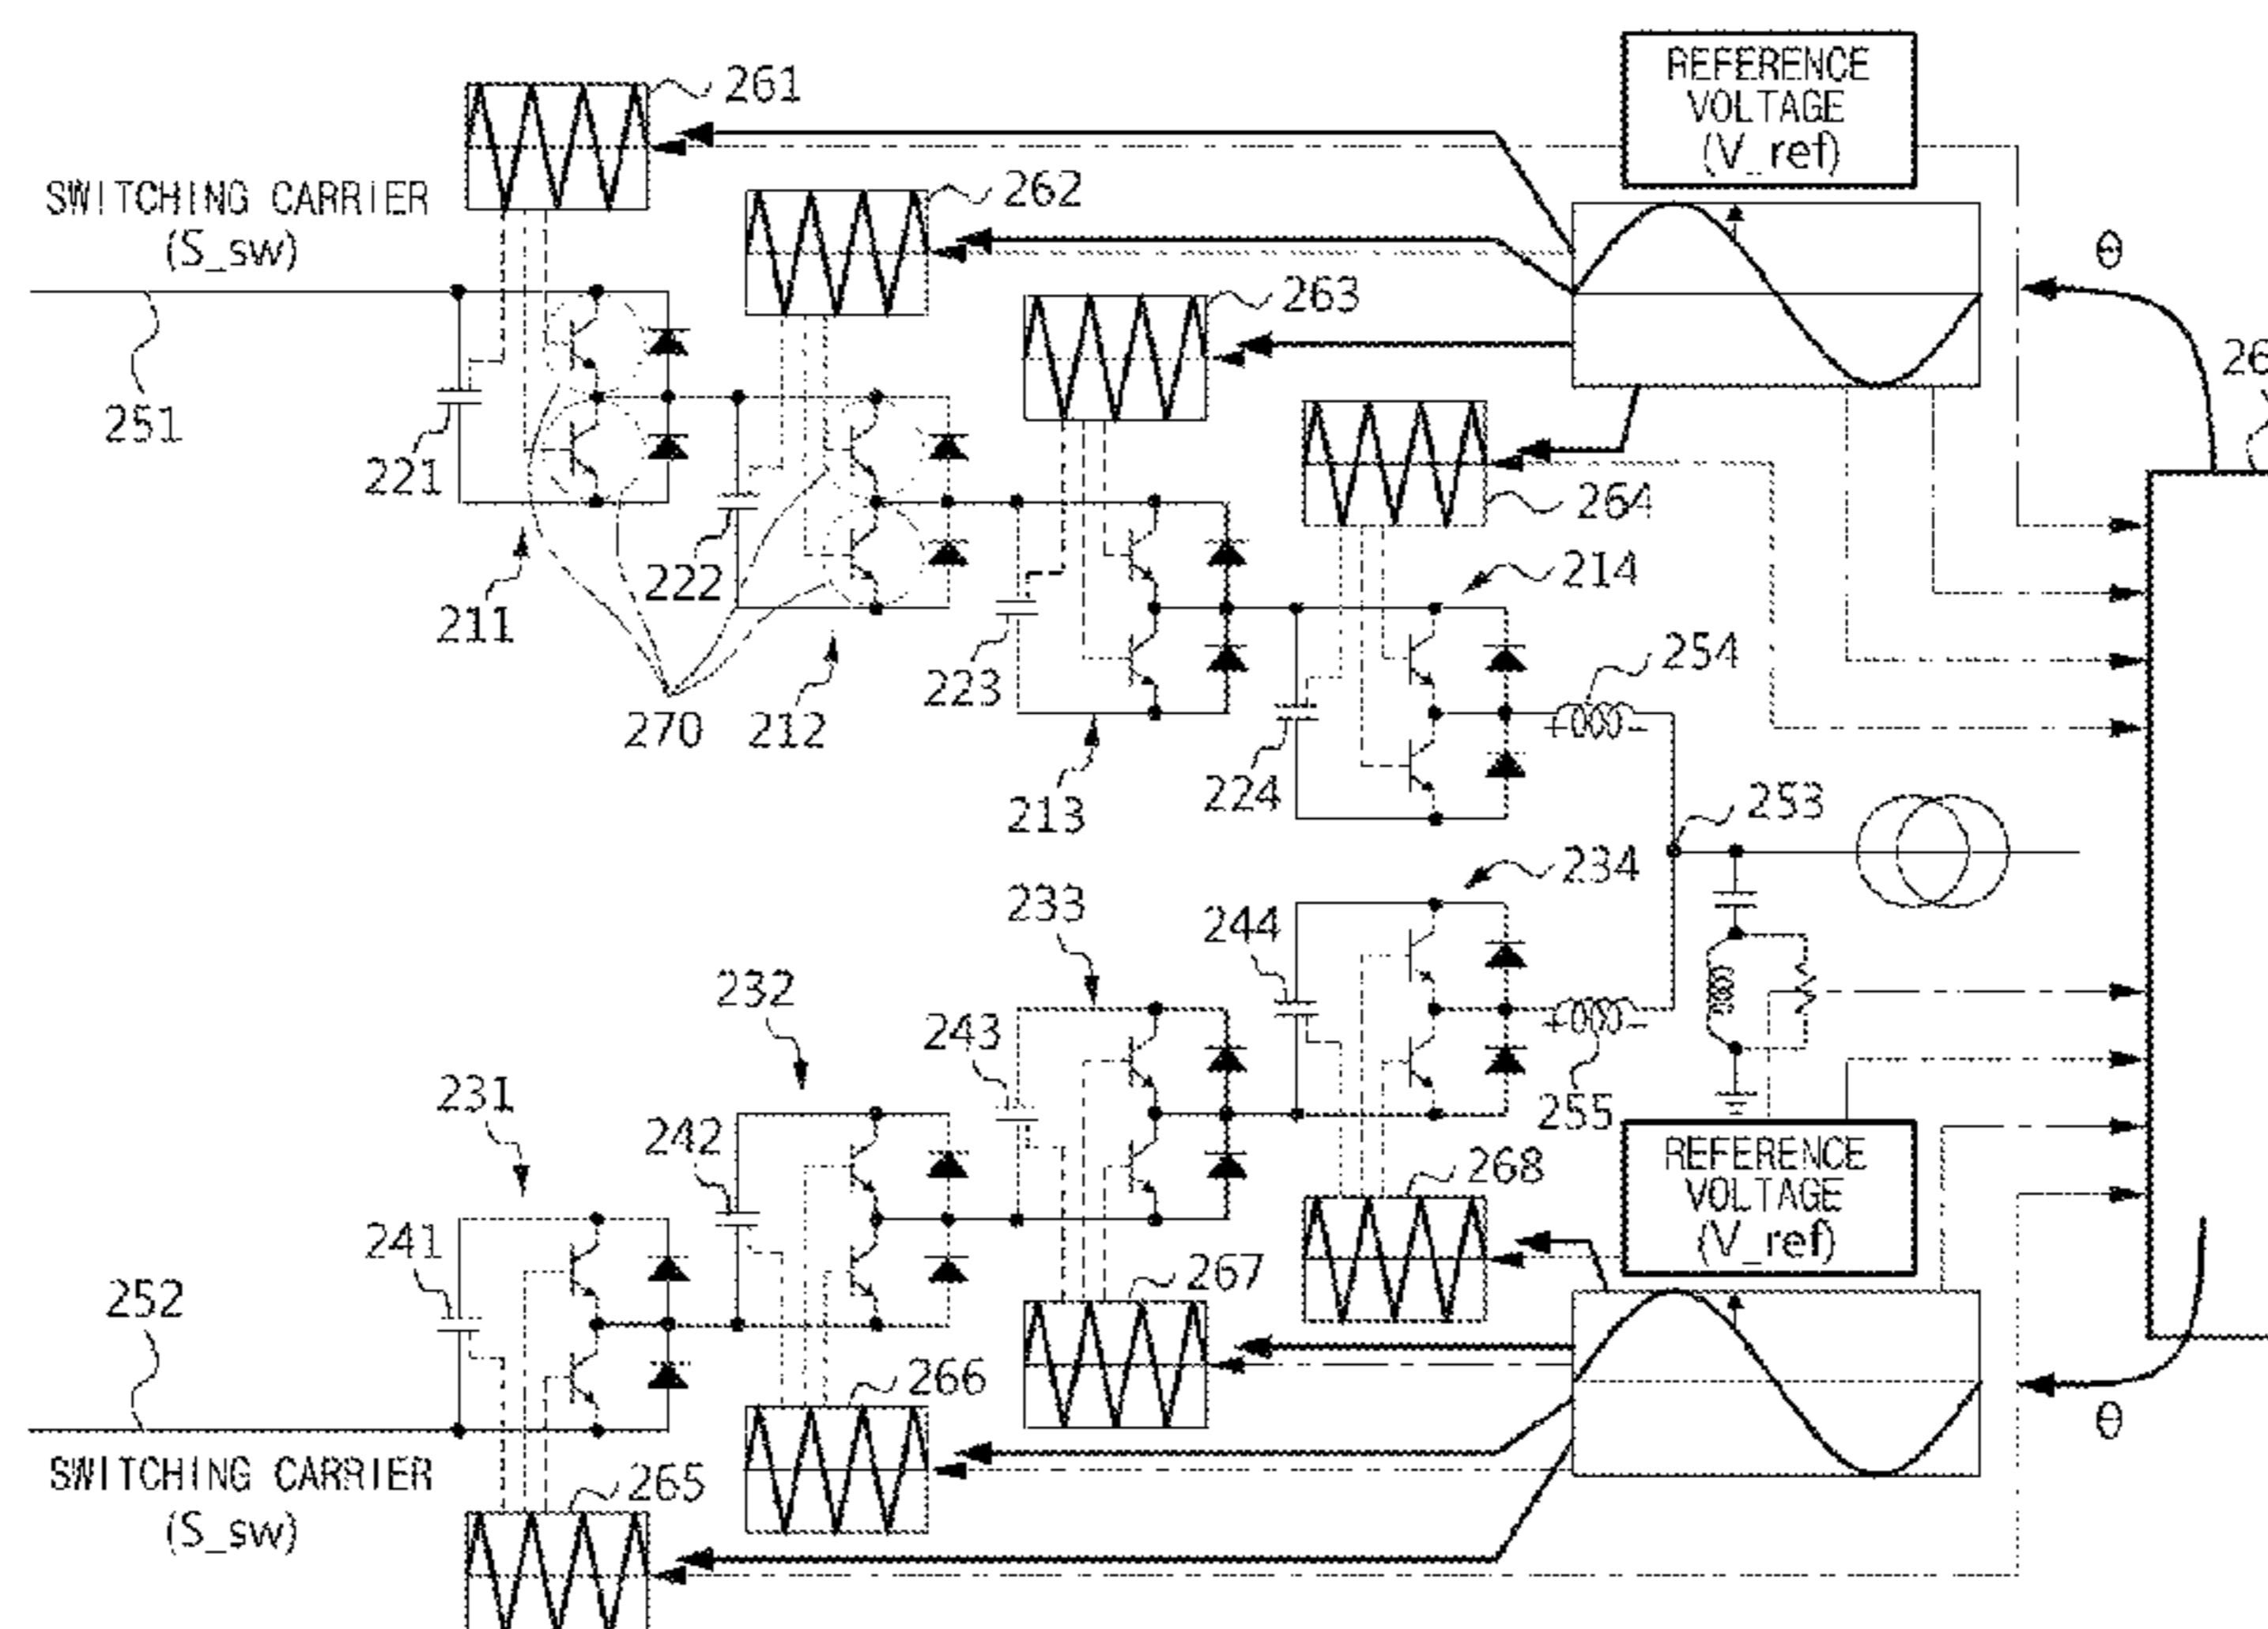 REFERENCE
VOLTAGE
(V_ref)
261
SWITCHING CARRIER
(S_sw)
262
θ
263
251
221
264
222
214
211
254
223
270
212
224
213
253
234
233
244
232
243
231
255
242
REFERENCE
VOLTAGE
(V_ref)
268
241
267
252
266
θ
SWITCHING CARRIER
(S_sw)
265